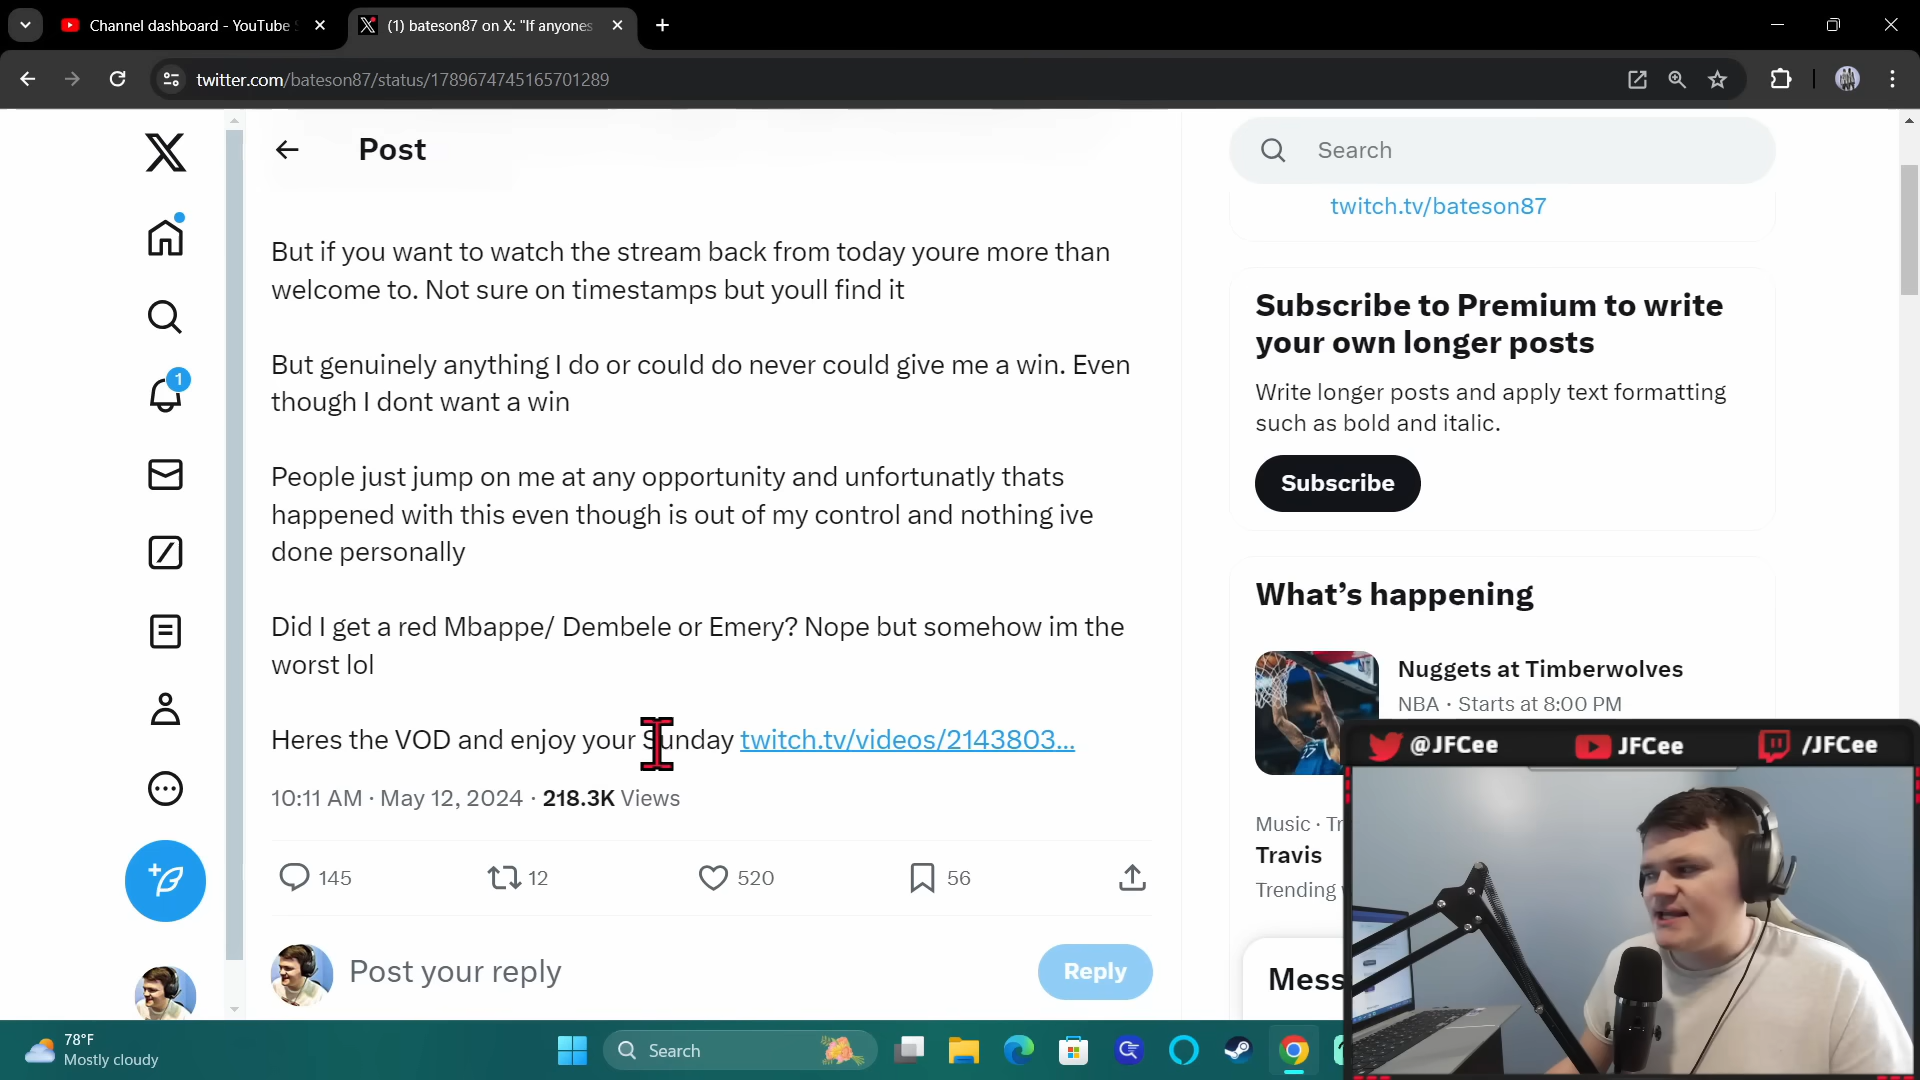 Channel dashboard - YouTube S
(1) bateson87 on X: "If anyones
twitter.com/bateson87/status/1789674745165701289
Post
Search
twitch.tv/bateson87
But if you want to watch the stream back from today youre more than
welcome to. Not sure on timestamps but youll find it
But genuinely anything I do or could do never could give me a win. Even
though I dont want a win
People just jump on me at any opportunity and unfortunatly thats
happened with this even though is out of my control and nothing ive
done personally
Did I get a red Mbappe/ Dembele or Emery? Nope but somehow im the
worst lol
Heres the VOD and enjoy your Sunday twitch.tv/videos/2143803...
10:11 AM · May 12, 2024 · 218.3K Views
145
12
520
56
Post your reply
Reply
1
Subscribe to Premium to write
your own longer posts
Write longer posts and apply text formatting
such as bold and italic.
Subscribe
What's happening
Nuggets at Timberwolves
NBA · Starts at 8:00 PM
Music · Tr
Travis
Trending
Mess
@JFCee
JFCee
/JFCee
78°F
Mostly cloudy
Search